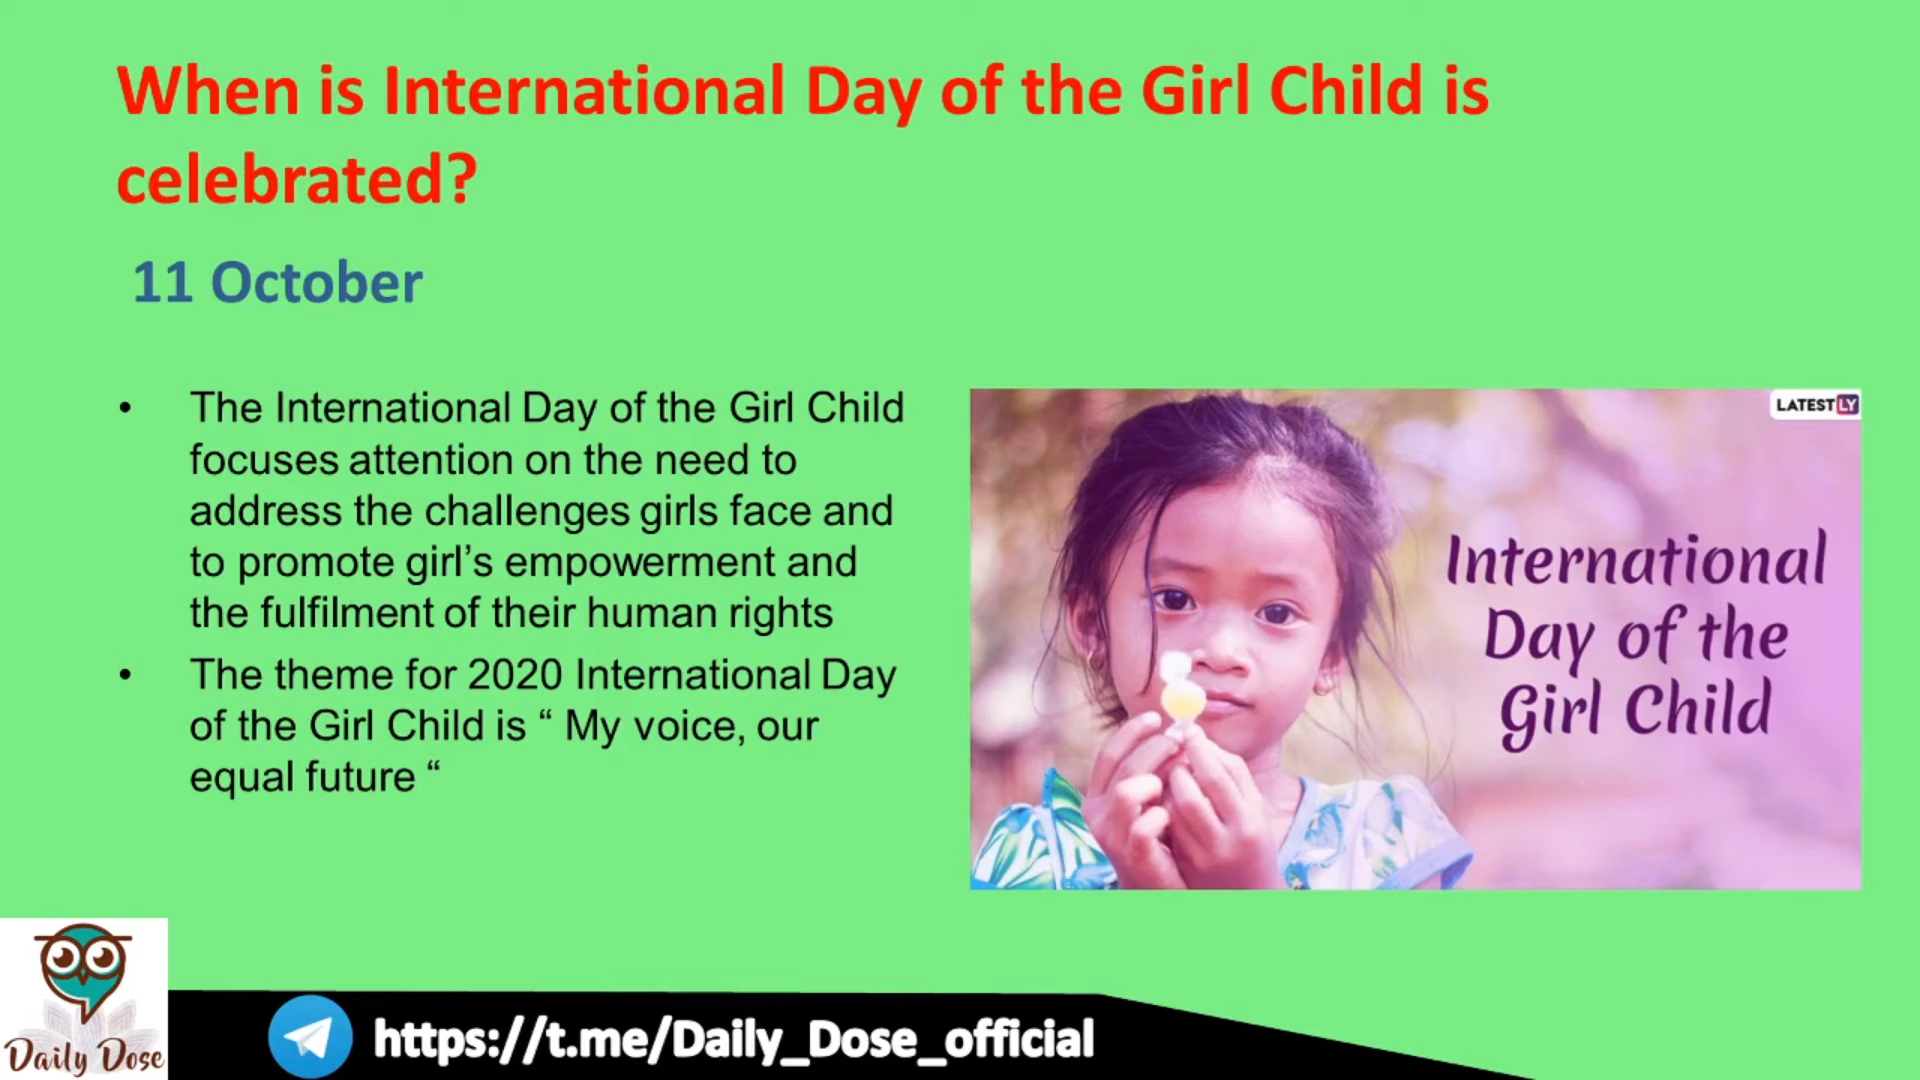 When is International Day of the Girl Child is
celebrated?
11 October
• The International Day of the Girl Child
focuses attention on the need to
address the challenges girls face and
to promote girl’s empowerment and
the fulfilment of their human rights
• The theme for 2020 International Day
of the Girl Child is “ My voice, our
equal future “
LATESTLY
International
Day of the
Girl Child
Daily Dose
https://t.me/Daily_Dose_official